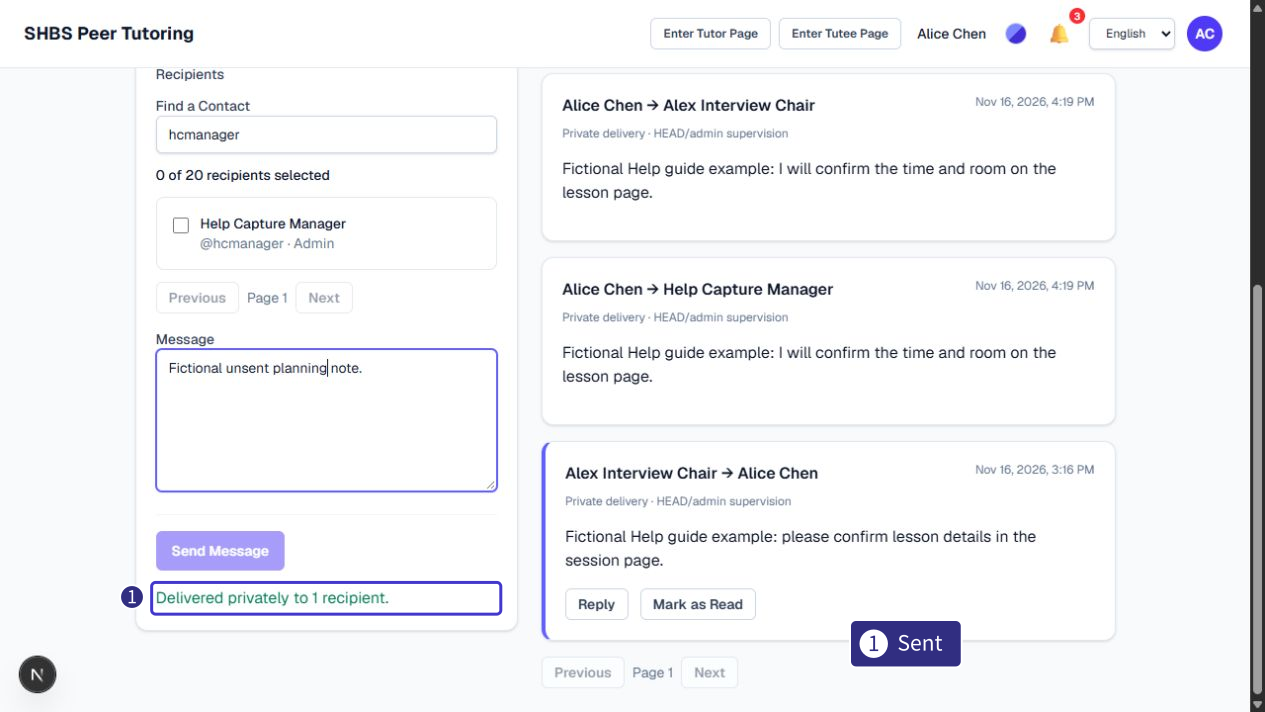 SHBS Peer Tutoring
Enter Tutor Page
Enter Tutee Page
Alice Chen
3
English
AC
Recipients
Find a Contact
hcmanager
0 of 20 recipients selected
Help Capture Manager
@hcmanager · Admin
Previous
Page 1
Next
Message
Fictional unsent planning note.
Send Message
1
Delivered privately to 1 recipient.
N
Alice Chen → Alex Interview Chair
Nov 16, 2026, 4:19 PM
Private delivery · HEAD/admin supervision
Fictional Help guide example: I will confirm the time and room on the
lesson page.
Alice Chen → Help Capture Manager
Nov 16, 2026, 4:19 PM
Private delivery · HEAD/admin supervision
Fictional Help guide example: I will confirm the time and room on the
lesson page.
Alex Interview Chair → Alice Chen
Nov 16, 2026, 3:16 PM
Private delivery · HEAD/admin supervision
Fictional Help guide example: please confirm lesson details in the
session page.
Reply
Mark as Read
1 Sent
Previous
Page 1
Next